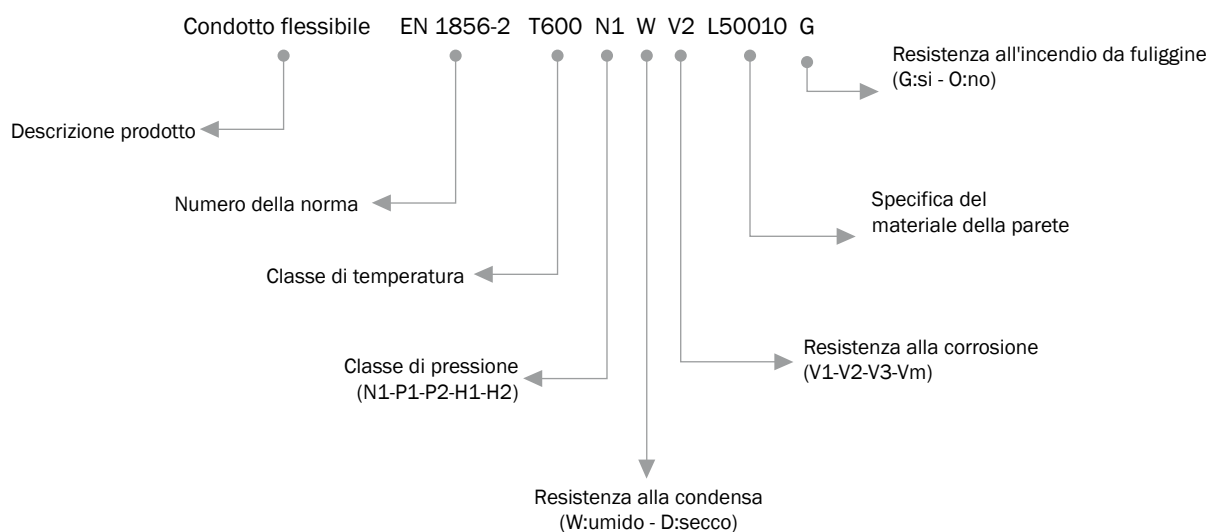 Condotto flessibile EN 1856-2 T600 N1 W V2 L50010 G
Resistenza all'incendio da fuliggine
(G:si - O:no)
Descrizione prodotto
Numero della norma
Specifica del
materiale della parete
Classe di temperatura
Resistenza alla corrosione
(V1-V2-V3-Vm)
Classe di pressione
(N1-P1-P2-H1-H2)
Resistenza alla condensa
(W:umido - D:secco)